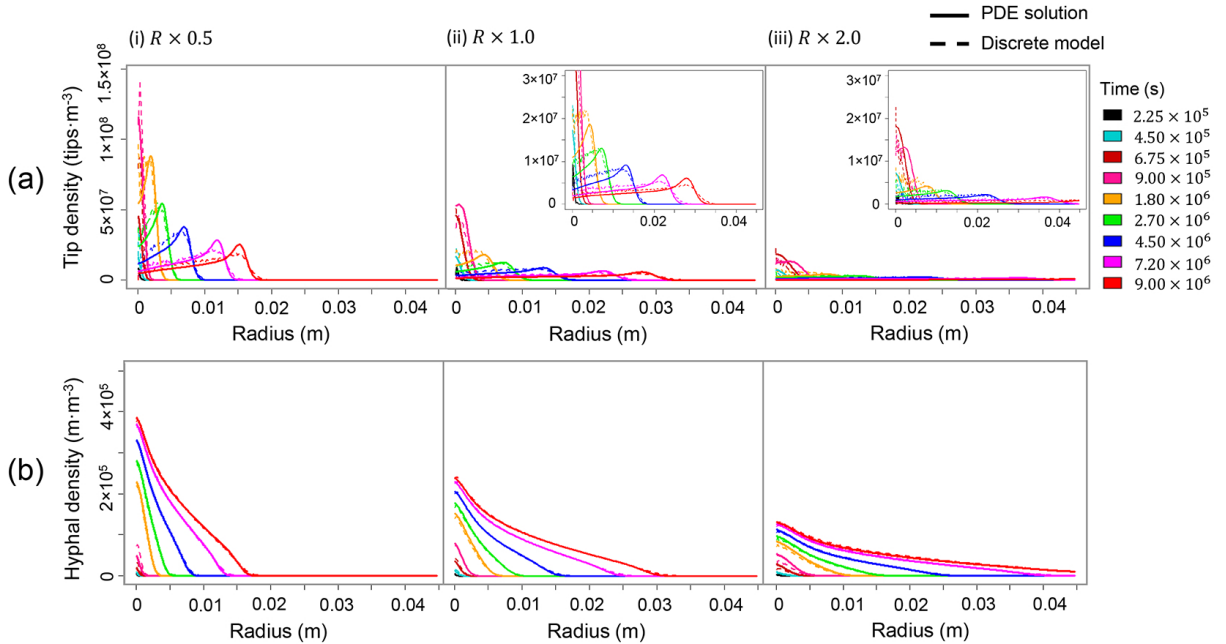 PDE solution
Discrete model
(i) R × 0.5
(ii) R × 1.0
(iii) R × 2.0
(a)
Tip density (tips·m⁻³)
1.5×10⁸
1×10⁸
5×10⁷
0
3×10⁷
2×10⁷
1×10⁷
0
0 0.02 0.04
3×10⁷
2×10⁷
1×10⁷
0
0 0.02 0.04
Time (s)
2.25 × 10⁵
4.50 × 10⁵
6.75 × 10⁵
9.00 × 10⁵
1.80 × 10⁶
2.70 × 10⁶
4.50 × 10⁶
7.20 × 10⁶
9.00 × 10⁶
0 0.01 0.02 0.03 0.04
0 0.01 0.02 0.03 0.04
0 0.01 0.02 0.03 0.04
Radius (m)
Radius (m)
Radius (m)
(b)
Hyphal density (m·m⁻³)
4×10⁵
2×10⁵
0
0 0.01 0.02 0.03 0.04
0 0.01 0.02 0.03 0.04
0 0.01 0.02 0.03 0.04
Radius (m)
Radius (m)
Radius (m)